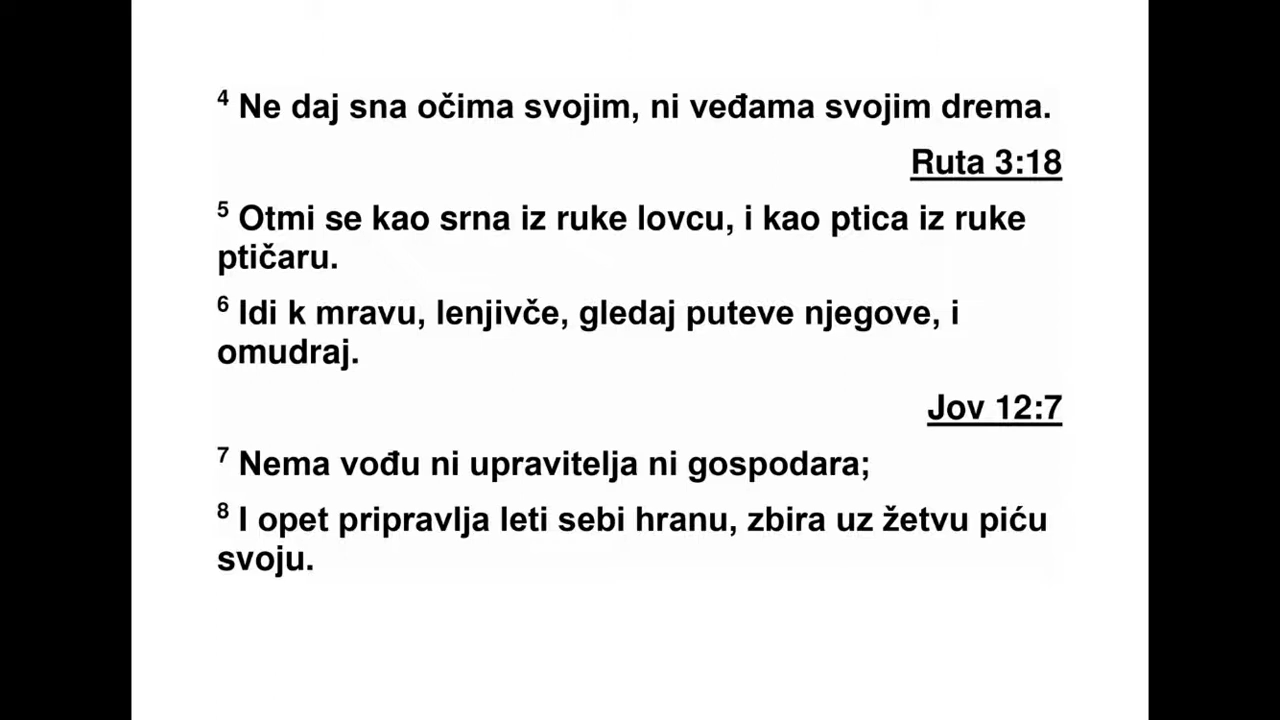 4 Ne daj sna očima svojim, ni veđama svojim drema.
Ruta 3:18
5 Otmi se kao srna iz ruke lovcu, i kao ptica iz ruke
ptičaru.
6 Idi k mravu, lenjivče, gledaj puteve njegove, i
omudraj.
Jov 12:7
7 Nema vođu ni upravitelja ni gospodara;
8 I opet pripravlja leti sebi hranu, zbira uz žetvu piću
svoju.